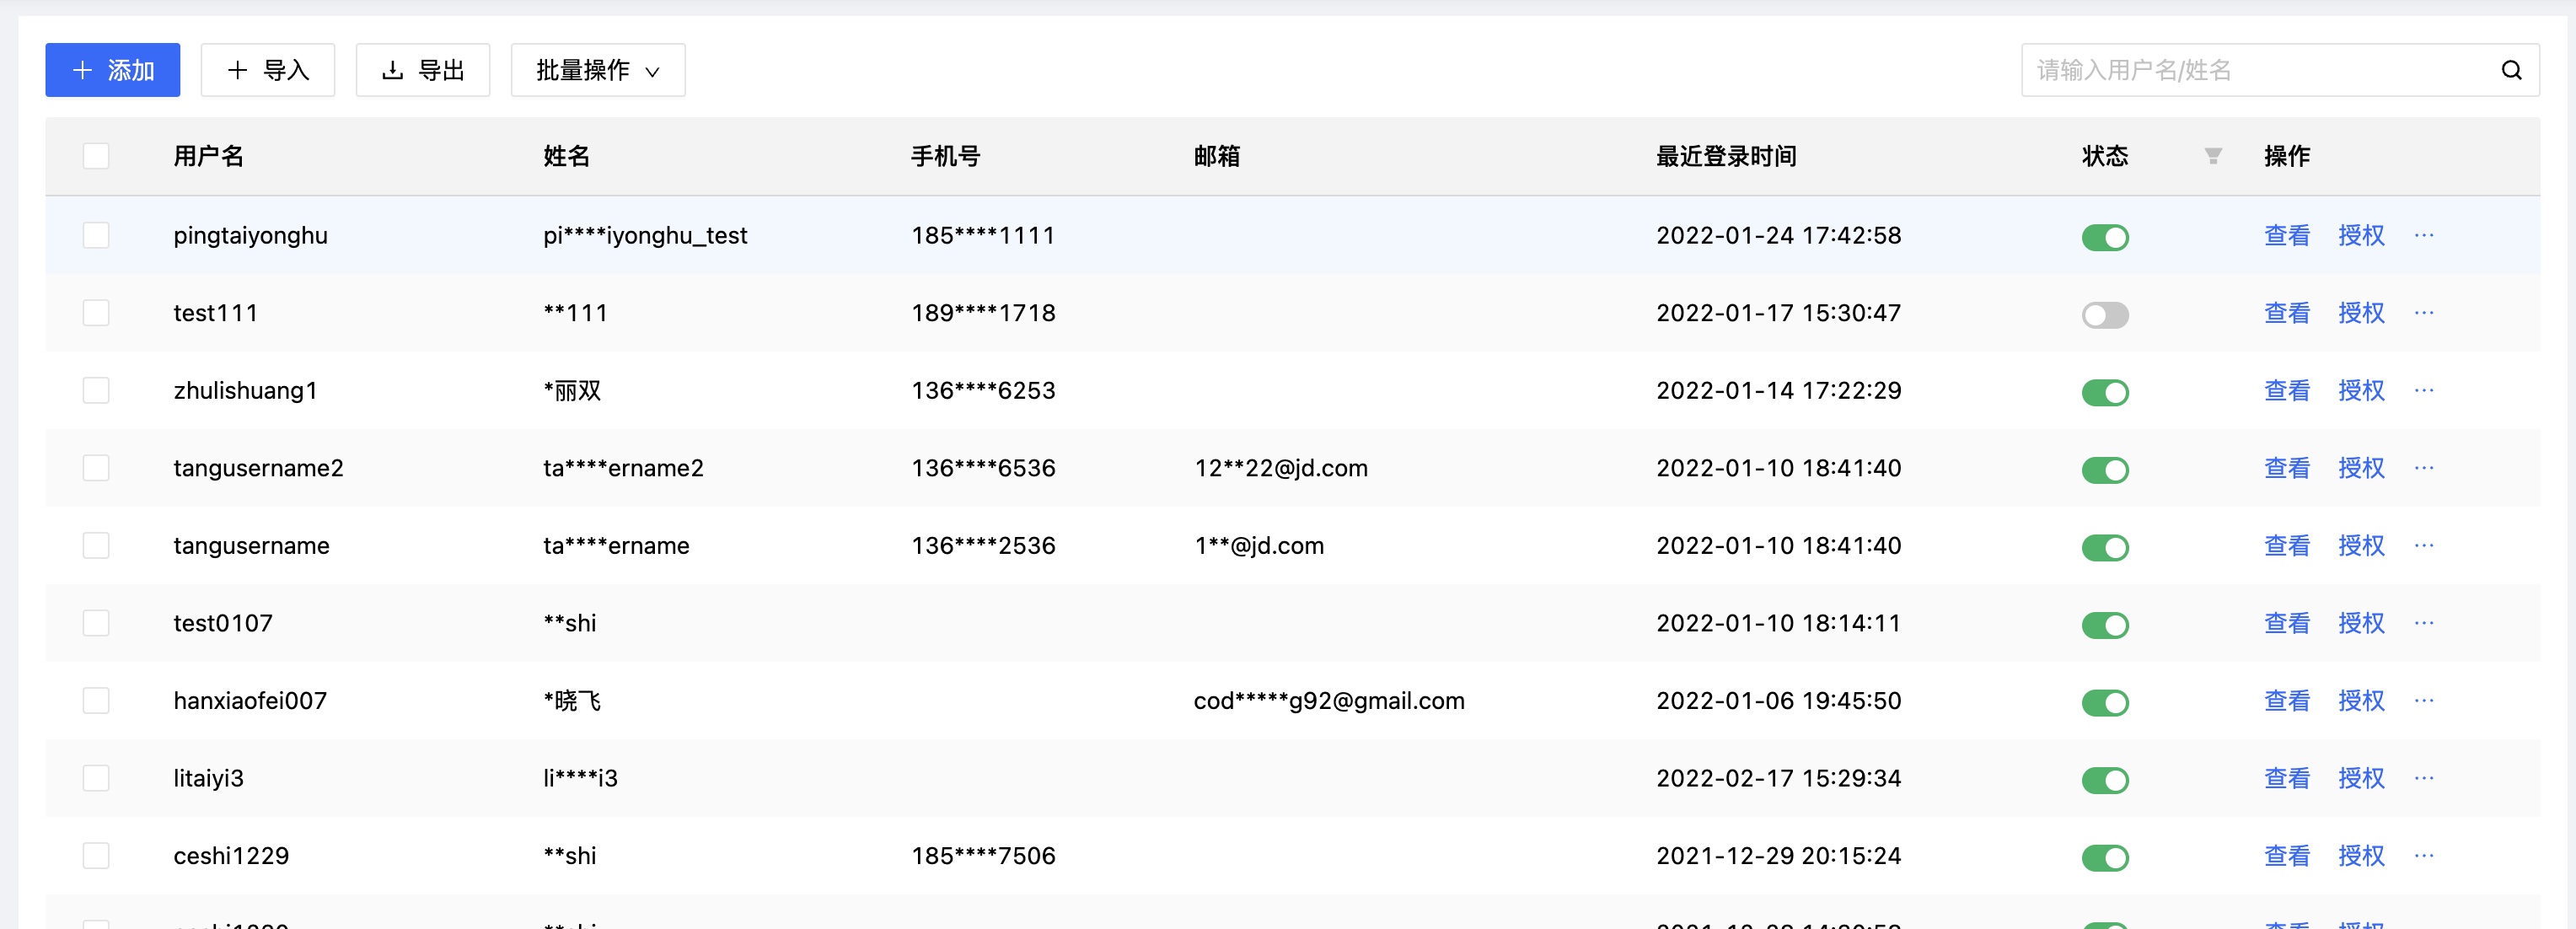 添加 导入 导出 批量操作 请输入用户名/姓名
用户名 姓名 手机号 邮箱 最近登录时间 状态 操作
pingtaiyonghu pi****iyonghu_test 185****1111 2022-01-24 17:42:58 查看 授权 ···
test111 **111 189****1718 2022-01-17 15:30:47 查看 授权 ···
zhulishuang1 *丽双 136****6253 2022-01-14 17:22:29 查看 授权 ···
tangusername2 ta****ername2 136****6536 12**22@jd.com 2022-01-10 18:41:40 查看 授权 ···
tangusername ta****ername 136****2536 1**@jd.com 2022-01-10 18:41:40 查看 授权 ···
test0107 **shi 2022-01-10 18:14:11 查看 授权 ···
hanxiaofei007 *晓飞 cod*****g92@gmail.com 2022-01-06 19:45:50 查看 授权 ···
litaiyi3 li****i3 2022-02-17 15:29:34 查看 授权 ···
ceshi1229 **shi 185****7506 2021-12-29 20:15:24 查看 授权 ···